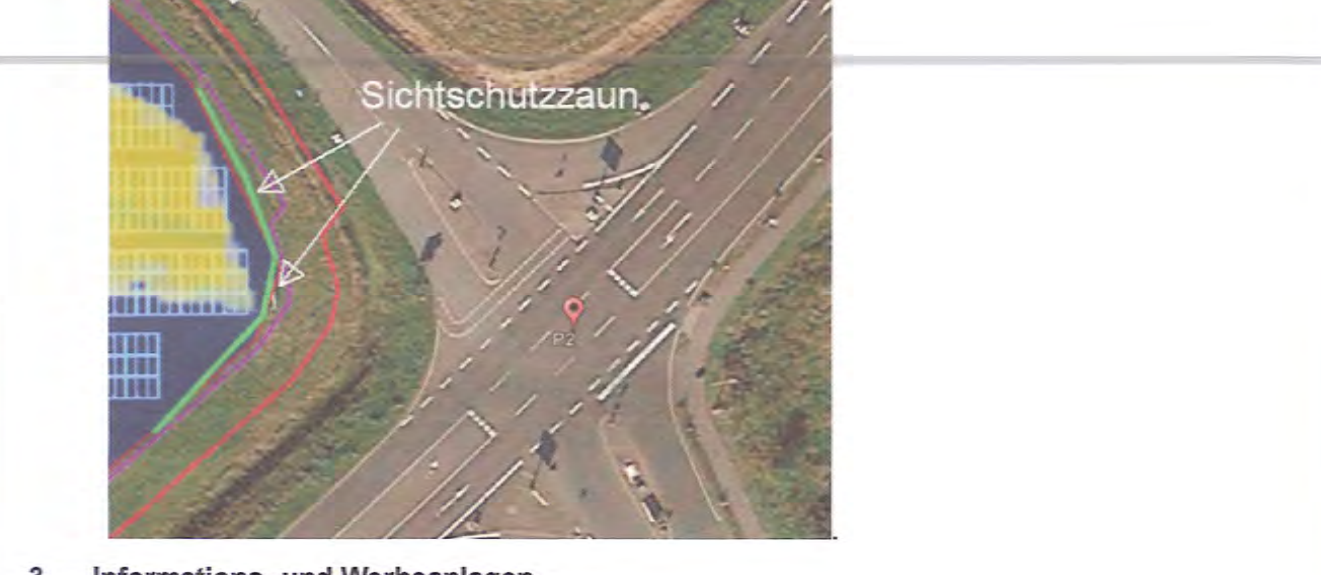 Sichtschutzzaun.
P2
3. Informations- und Werbeanlagen